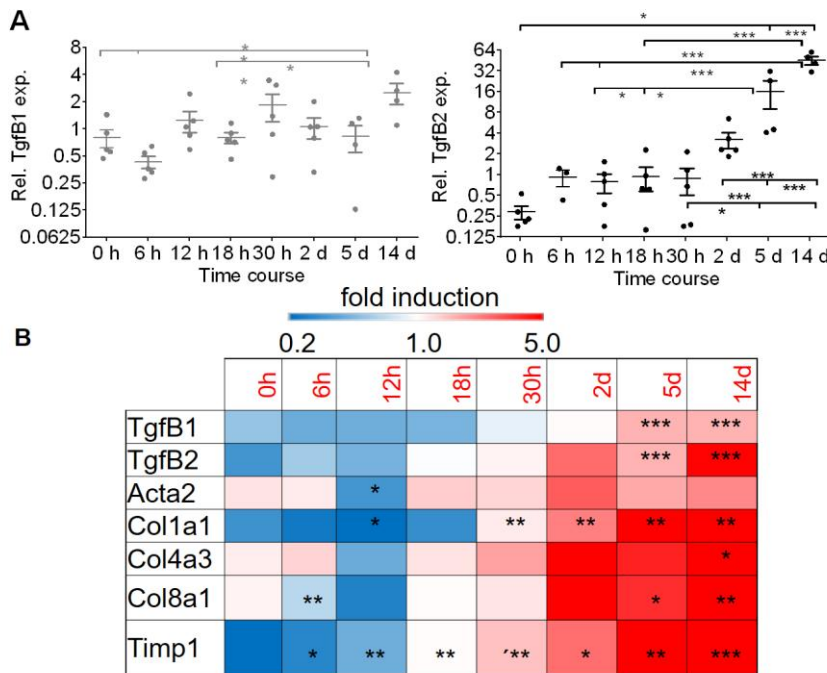 A
Rel. TgfB1 exp.
8
4
2
1
0.5
0.25
0.125
0.0625
*
*
*
*
0 h 6 h 12 h 18 h 30 h 2 d 5 d 14 d
Time course
Rel. TgfB2 exp.
64
32
16
6
4
2
1
0.5
0.25
0.125
*
*** ***
***
***
* *
***
*** ***
*
0 h 6 h 12 h 18 h 30 h 2 d 5 d 14 d
Time course
fold induction
B
0.2 1.0 5.0
0h 6h 12h 18h 30h 2d 5d 14d
TgfB1 *** ***
TgfB2 *** ***
Acta2 *
Col1a1 * ** ** ** **
Col4a3 *
Col8a1 ** * **
Timp1 * ** ** ´** * ** ***